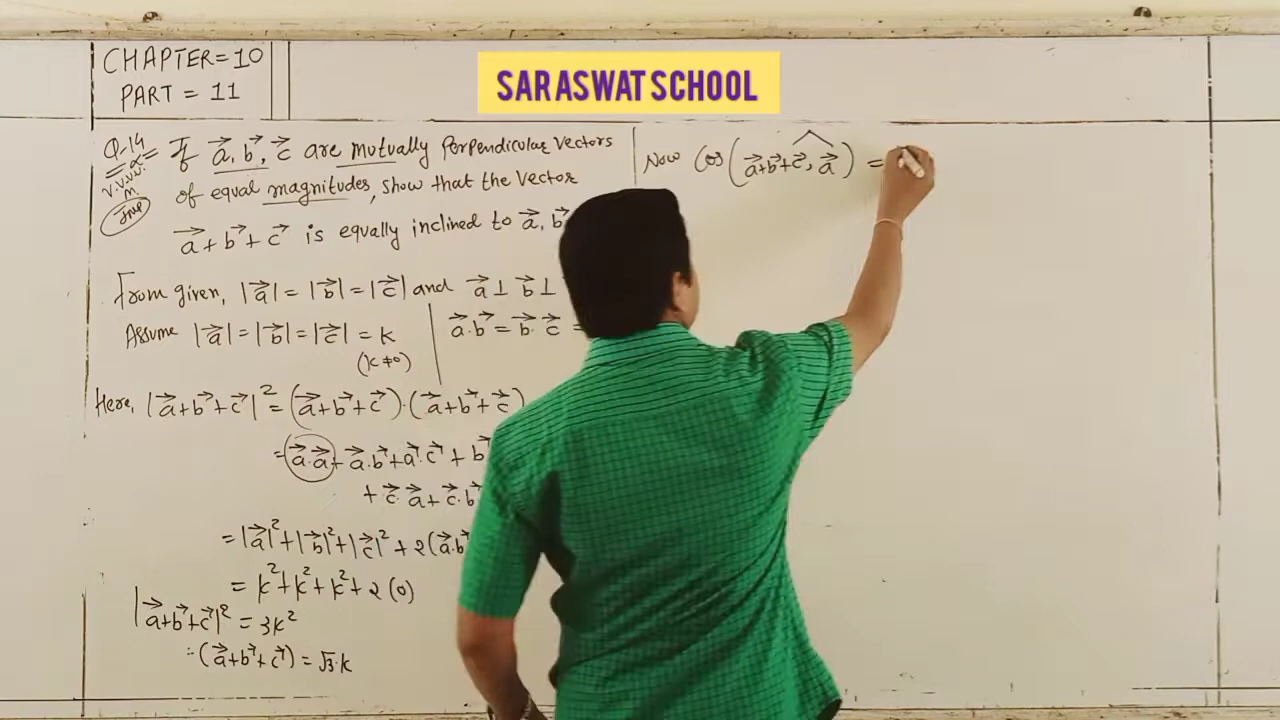 SARASWAT SCHOOL
CHAPTER=10
PART = 11
Q.14 If a⃗, b⃗, c⃗ are mutually perpendicular vectors
v.v.v.v.
Imp
of equal magnitudes, show that the vector
a⃗ + b⃗ + c⃗ is equally inclined to a⃗, b⃗
From given, |a⃗| = |b⃗| = |c⃗| and a⃗ ⊥ b⃗ ⊥
Assume |a⃗| = |b⃗| = |c⃗| = k
(k ≠ 0)
a⃗.b⃗ = b⃗.c⃗ =
Here, |a⃗+b⃗+c⃗|² = (a⃗+b⃗+c⃗).(a⃗+b⃗+c⃗)
= a⃗.a⃗ + a⃗.b⃗ + a⃗.c⃗ + b⃗
+ c⃗.a⃗ + c⃗.b⃗
= |a⃗|² + |b⃗|² + |c⃗|² + 2(a⃗.b⃗
= k² + k² + k² + 2(0)
|a⃗+b⃗+c⃗|² = 3k²
∴ (a⃗+b⃗+c⃗) = √3.k
Now Cos(a⃗+b⃗+c⃗, a⃗) =